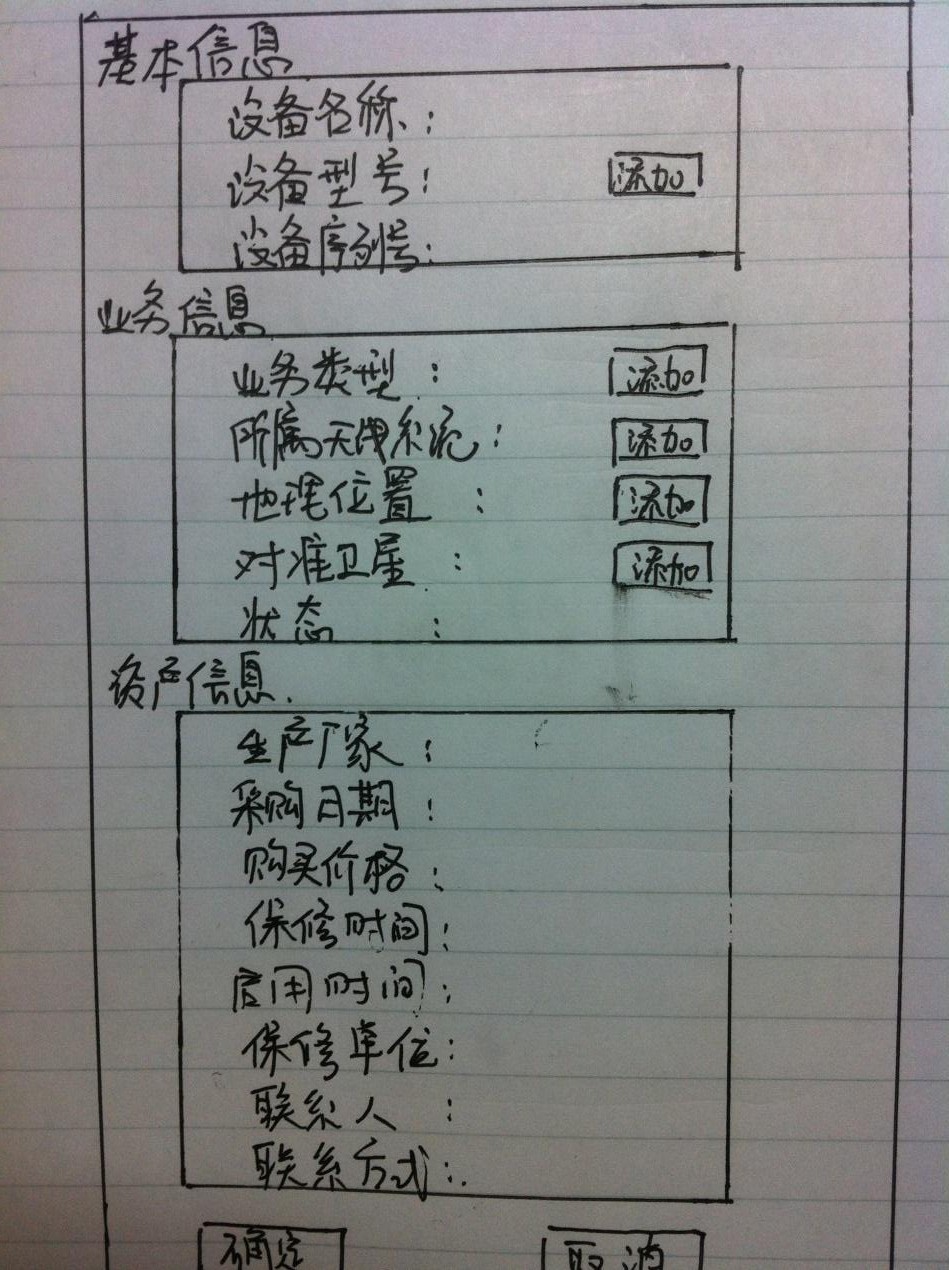 基本信息
设备名称:
设备型号: 添加
设备序列号:
业务信息
业务类型: 添加
所属天线系统: 添加
地理位置: 添加
对准卫星: 添加
状态:
资产信息.
生产厂家:
采购日期:
购买价格:
保修时间:
启用时间:
保修单位:
联系人:
联系方式:
确定 取消